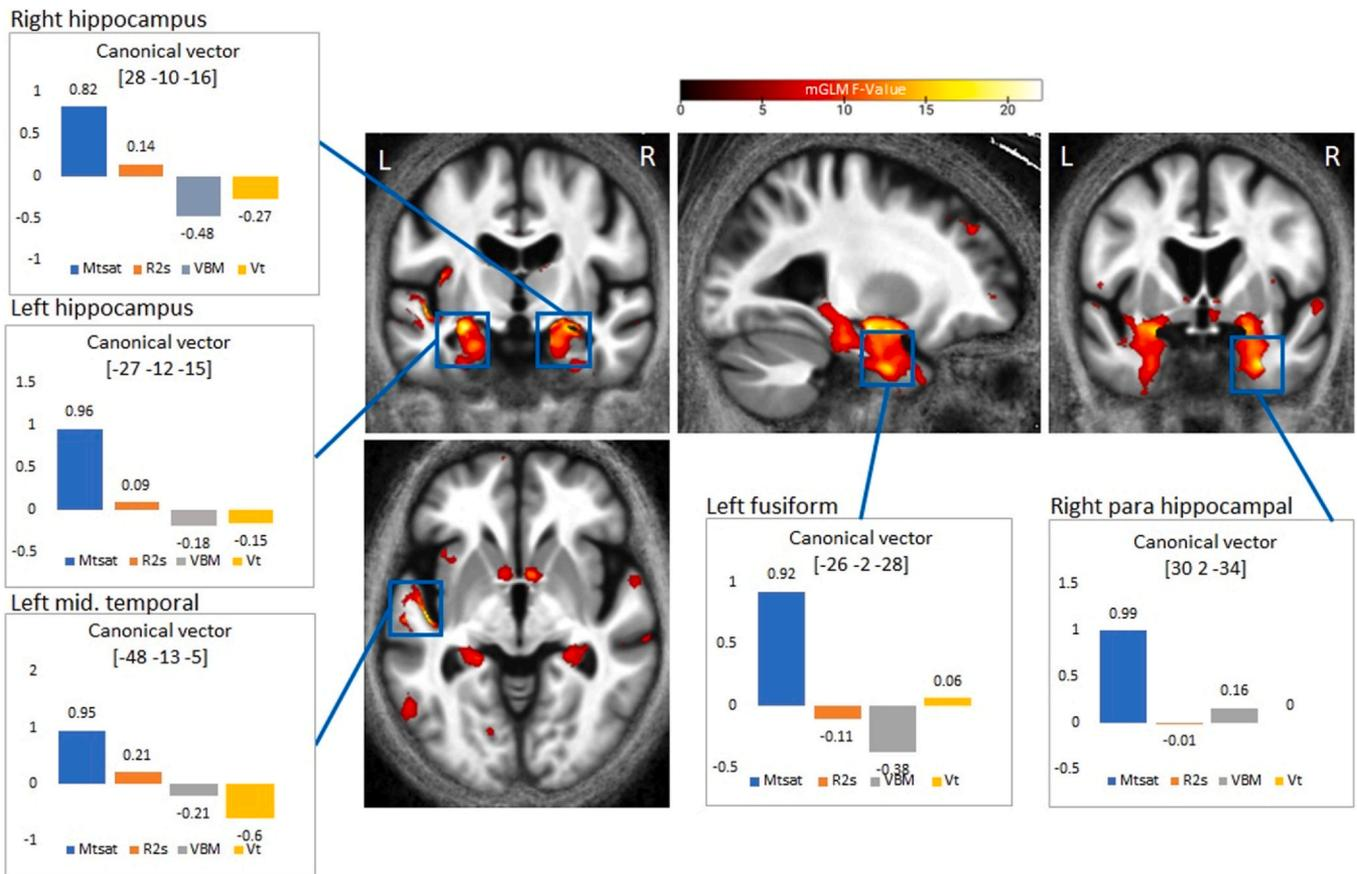 Right hippocampus
Canonical vector
[28 -10 -16]
1
0.82
0.5
0.14
0
-0.5
-0.48
-0.27
-1
Mtsat R2s VBM Vt
Left hippocampus
Canonical vector
[-27 -12 -15]
1.5
0.96
1
0.5
0.09
0
-0.18
-0.15
-0.5
Mtsat R2s VBM Vt
Left mid. temporal
Canonical vector
[-48 -13 -5]
2
0.95
1
0.21
0
-0.21
-0.6
-1
Mtsat R2s VBM Vt
mGLM F-Value
0 5 10 15 20
L R
L R
Left fusiform
Canonical vector
[-26 -2 -28]
1
0.92
0.5
0.06
0
-0.11
-0.38
-0.5
Mtsat R2s VBM Vt
Right para hippocampal
Canonical vector
[30 2 -34]
1.5
0.99
1
0.5
0.16
0
0
-0.01
-0.5
Mtsat R2s VBM Vt